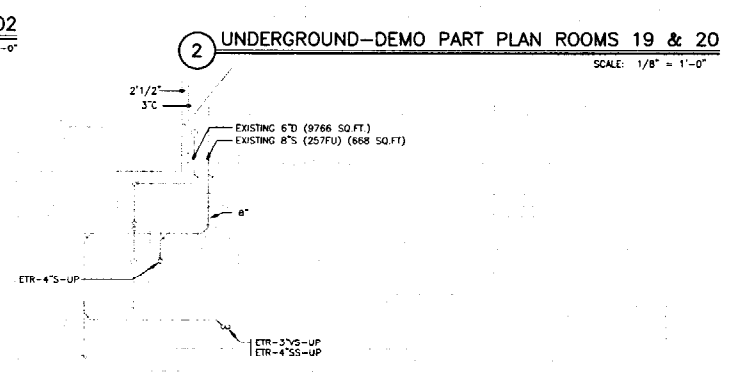 02
-0"
2 UNDERGROUND-DEMO PART PLAN ROOMS 19 & 20
SCALE: 1/8" = 1'-0"
2"1/2"
3"C
EXISTING 6"D (9766 SQ.FT.)
EXISTING 8"S (257FU) (668 SQ.FT)
8"
ETR-4"S-UP
ETR-3"VS-UP
ETR-4"SS-UP